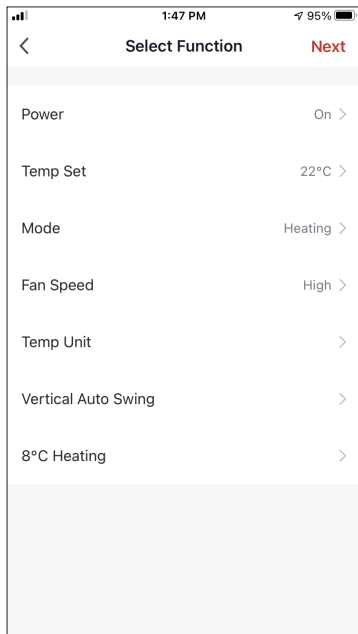 1:47 PM 95%
Select Function Next
Power On
Temp Set 22°C
Mode Heating
Fan Speed High
Temp Unit
Vertical Auto Swing
8°C Heating